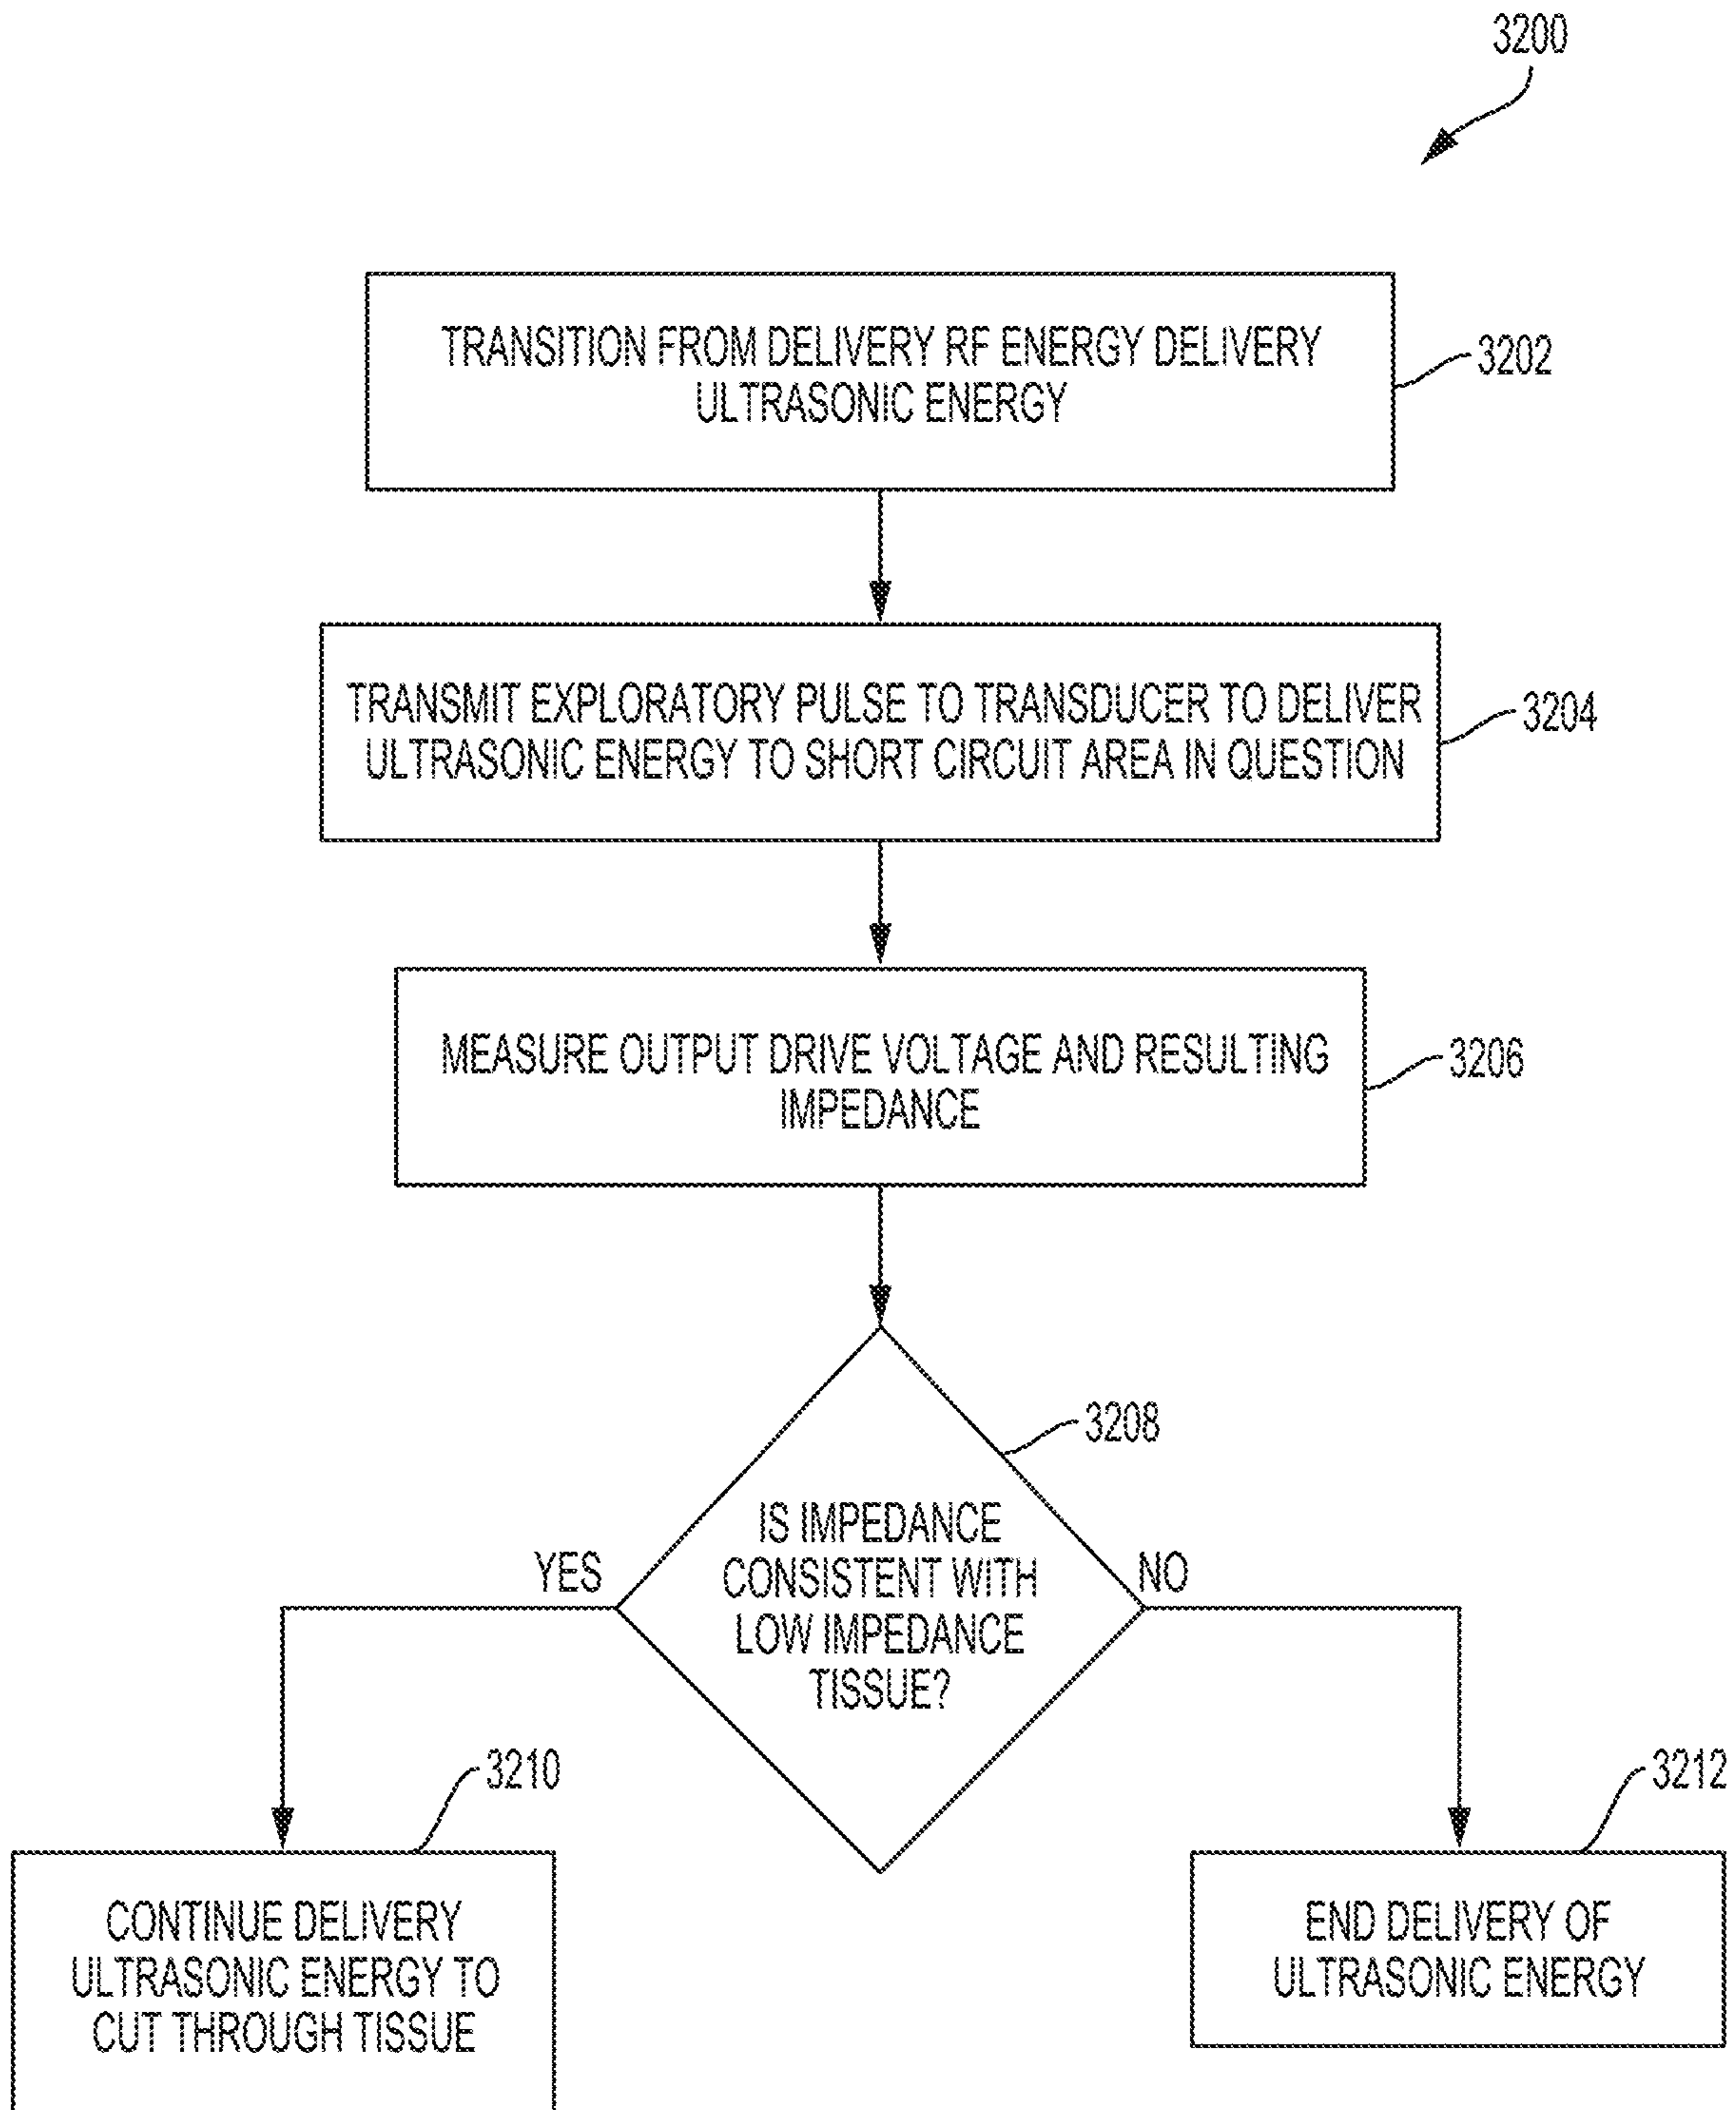 3200
TRANSITION FROM DELIVERY RF ENERGY DELIVERY
ULTRASONIC ENERGY
3202
TRANSMIT EXPLORATORY PULSE TO TRANSDUCER TO DELIVER
ULTRASONIC ENERGY TO SHORT CIRCUIT AREA IN QUESTION
3204
MEASURE OUTPUT DRIVE VOLTAGE AND RESULTING
IMPEDANCE
3206
3208
IS IMPEDANCE
CONSISTENT WITH
LOW IMPEDANCE
TISSUE?
YES
NO
3210
CONTINUE DELIVERY
ULTRASONIC ENERGY TO
CUT THROUGH TISSUE
3212
END DELIVERY OF
ULTRASONIC ENERGY